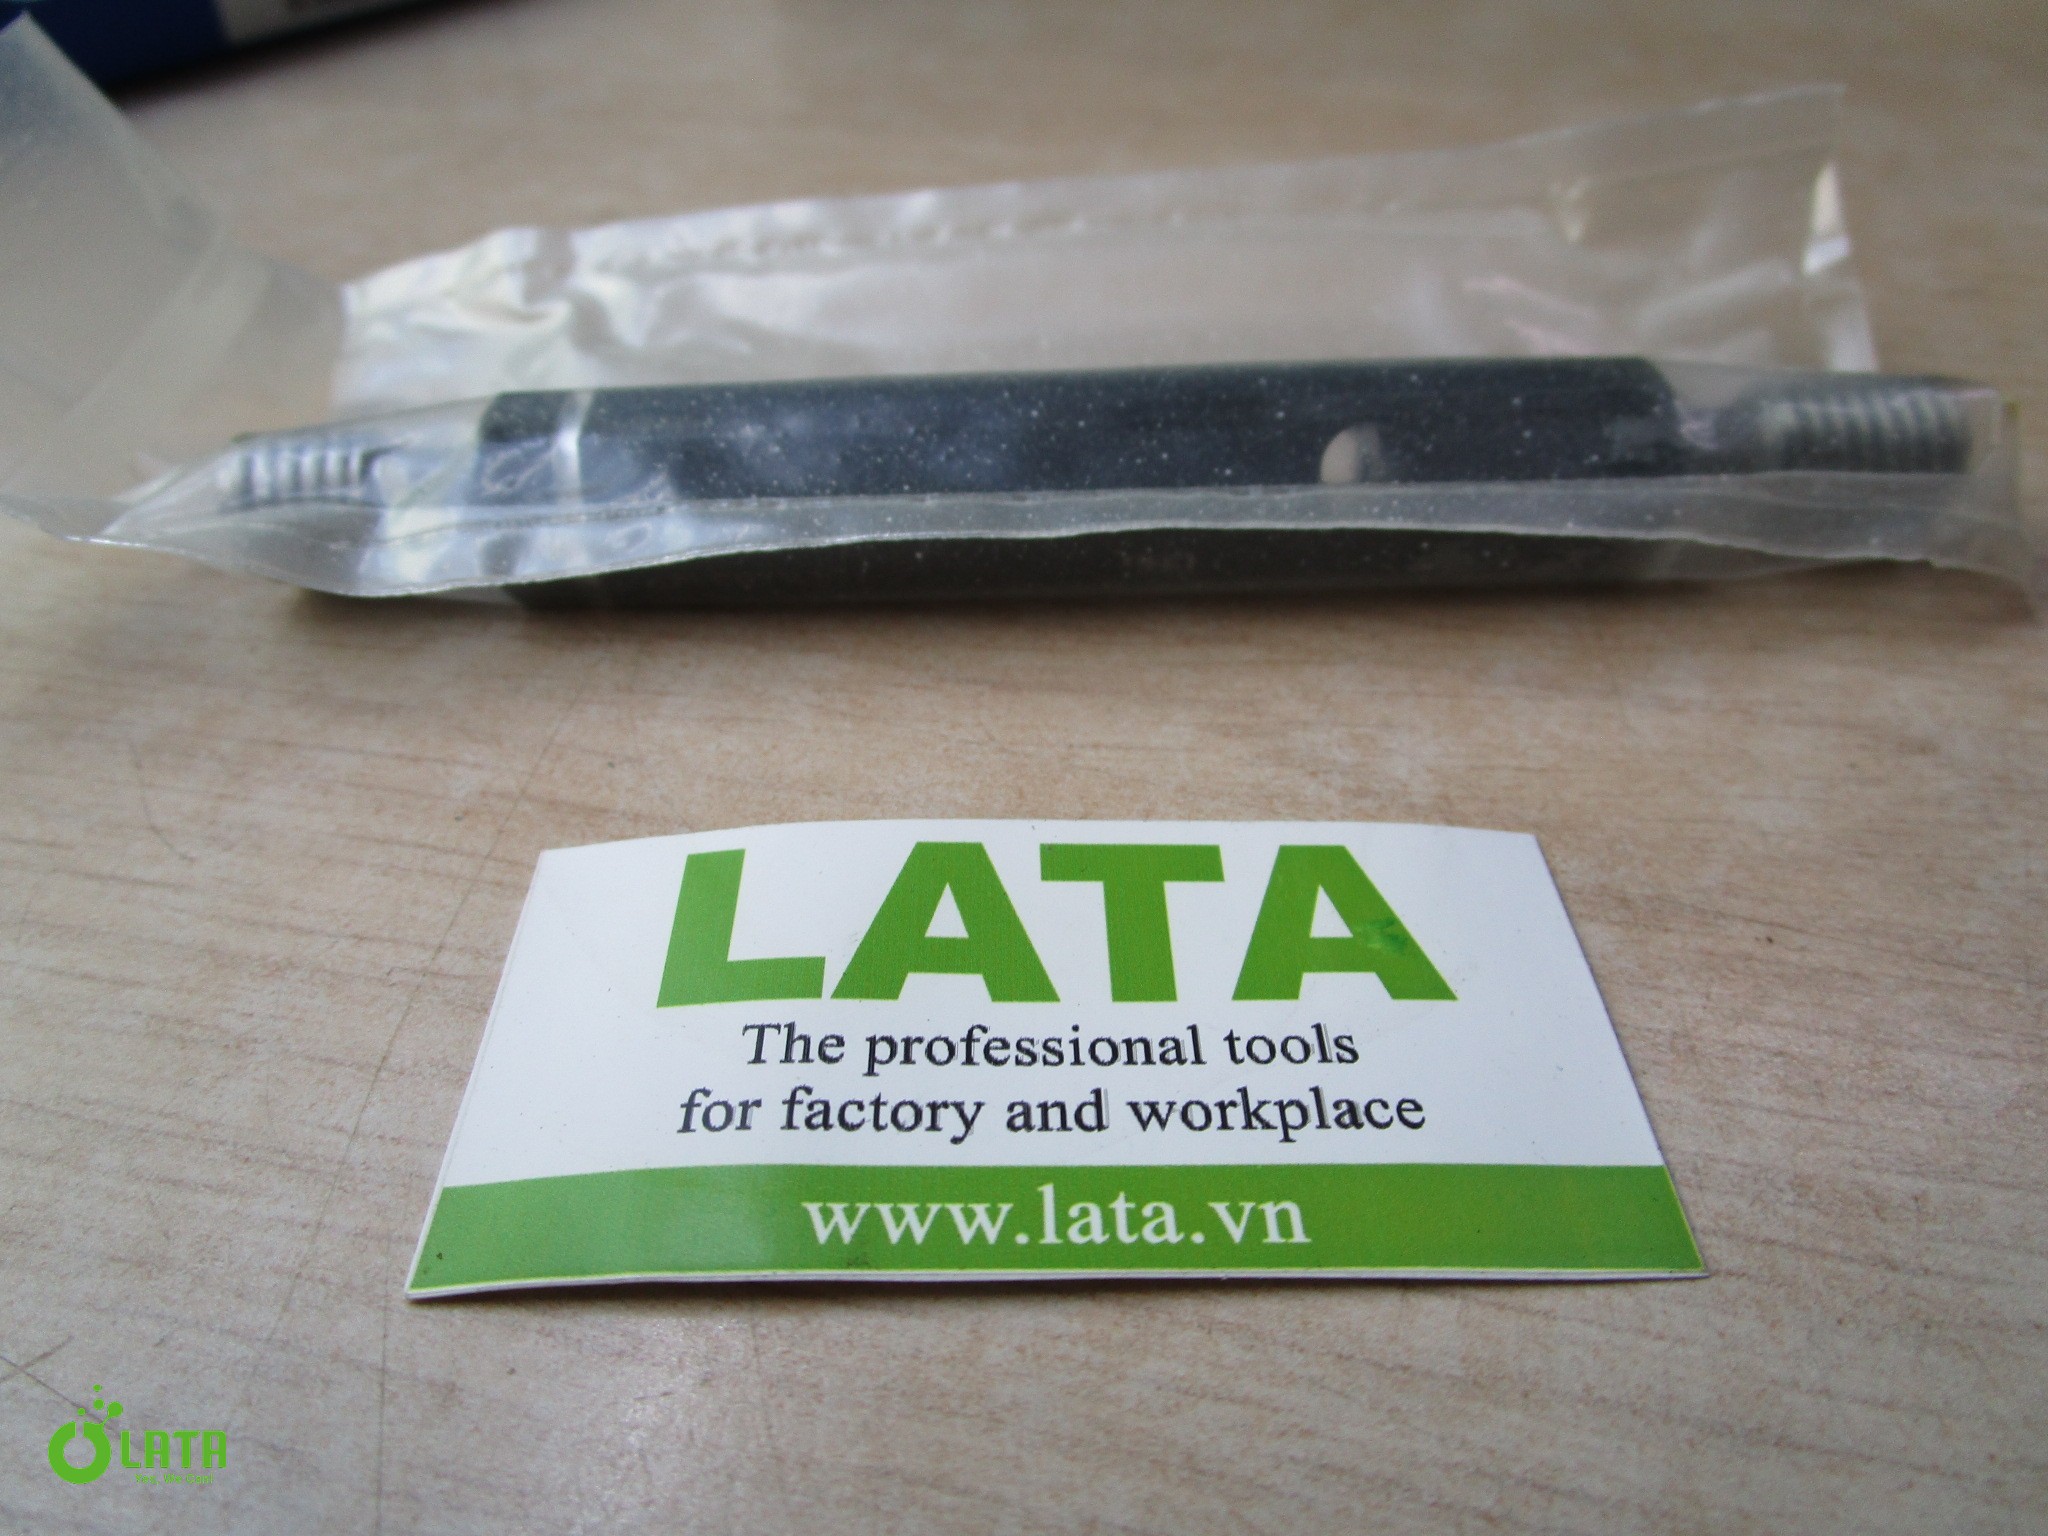 LATA
The professional tools
for factory and workplace
www.lata.vn
LATA